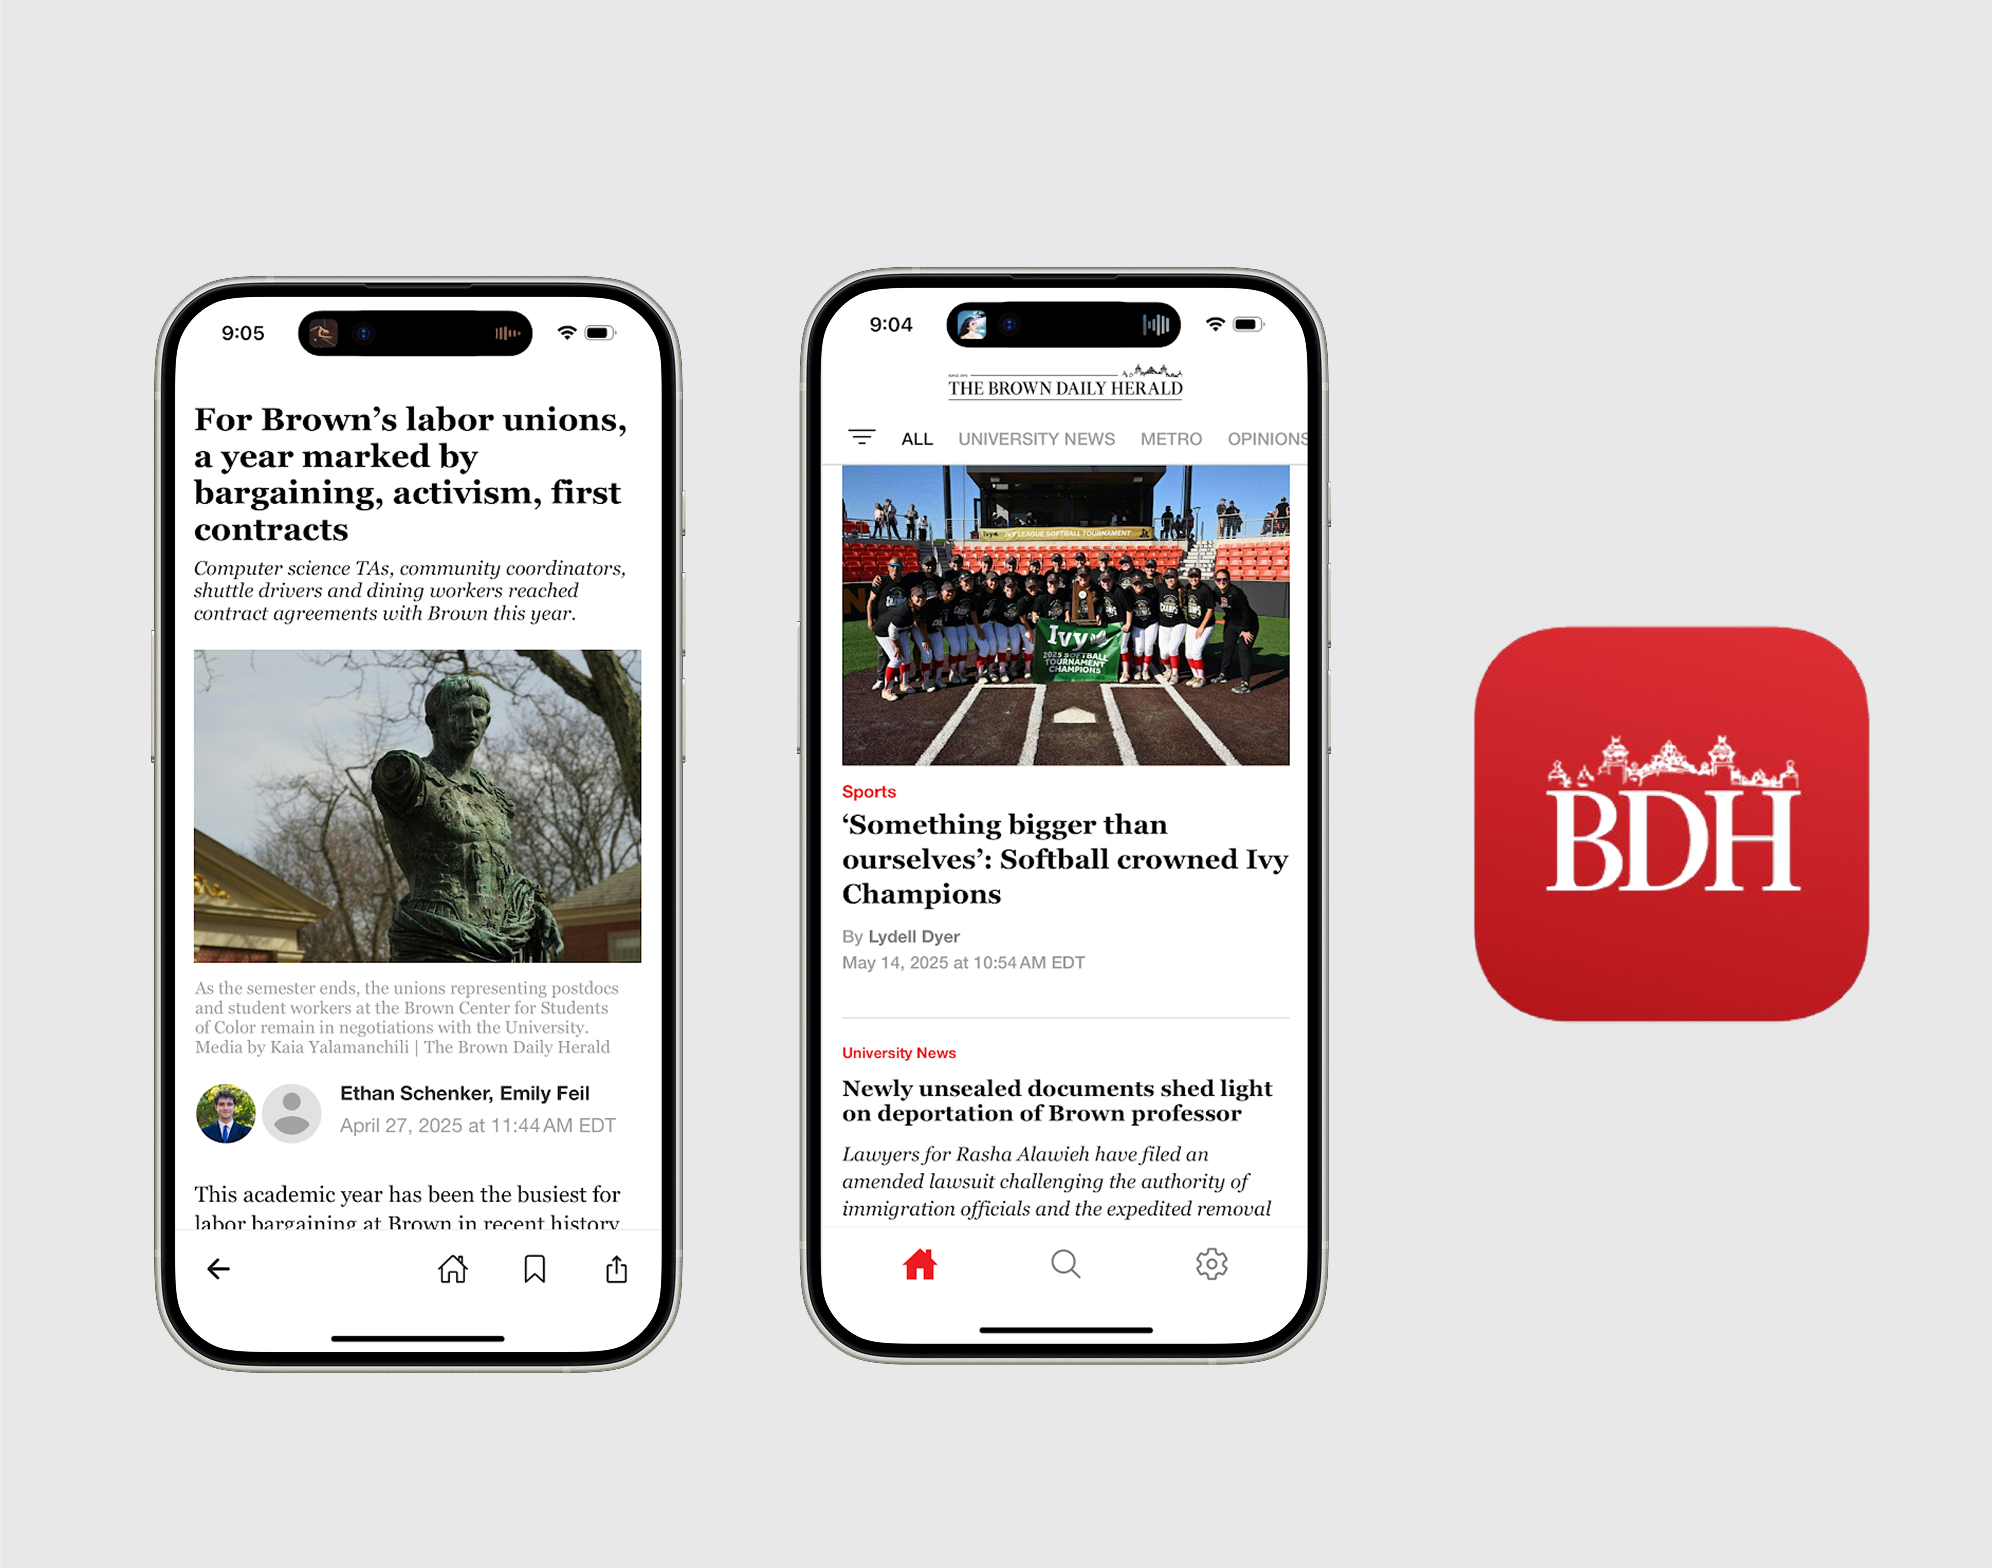 9:05
For Brown’s labor unions,
a year marked by
bargaining, activism, first
contracts
Computer science TAs, community coordinators,
shuttle drivers and dining workers reached
contract agreements with Brown this year.
As the semester ends, the unions representing postdocs
and student workers at the Brown Center for Students
of Color remain in negotiations with the University.
Media by Kaia Yalamanchili | The Brown Daily Herald
Ethan Schenker, Emily Feil
April 27, 2025 at 11:44 AM EDT
This academic year has been the busiest for
labor bargaining at Brown in recent history.
9:04
THE BROWN DAILY HERALD
ALL UNIVERSITY NEWS METRO OPINIONS
Ivy IVY LEAGUE SOFTBALL TOURNAMENT
Ivy
2025 SOFTBALL
TOURNAMENT
CHAMPIONS
Sports
‘Something bigger than
ourselves’: Softball crowned Ivy
Champions
By Lydell Dyer
May 14, 2025 at 10:54 AM EDT
University News
Newly unsealed documents shed light
on deportation of Brown professor
Lawyers for Rasha Alawieh have filed an
amended lawsuit challenging the authority of
immigration officials and the expedited removal
BDH